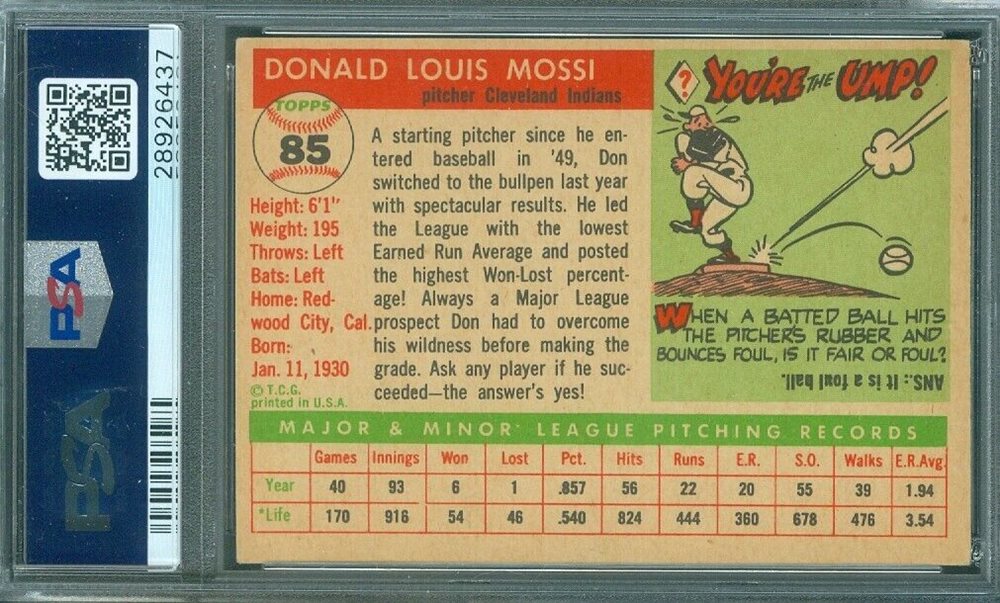 28926437
PSA
PSA
DONALD LOUIS MOSSI
pitcher Cleveland Indians
TOPPS
85
Height: 6'1"
Weight: 195
Throws: Left
Bats: Left
Home: Red-
wood City, Cal.
Born:
Jan. 11, 1930
© T.C.G.
printed in U.S.A.
A starting pitcher since he en-
tered baseball in '49, Don
switched to the bullpen last year
with spectacular results. He led
the League with the lowest
Earned Run Average and posted
the highest Won-Lost percent-
age! Always a Major League
prospect Don had to overcome
his wildness before making the
grade. Ask any player if he suc-
ceeded—the answer's yes!
? YOU'RE THE UMP!
WHEN A BATTED BALL HITS
THE PITCHER'S RUBBER AND
BOUNCES FOUL, IS IT FAIR OR FOUL?
ANS.: It is a foul ball.
MAJOR & MINOR LEAGUE PITCHING RECORDS
Games Innings Won Lost Pct. Hits Runs E.R. S.O. Walks E.R.Avg.
Year 40 93 6 1 .857 56 22 20 55 39 1.94
*Life 170 916 54 46 .540 824 444 360 678 476 3.54